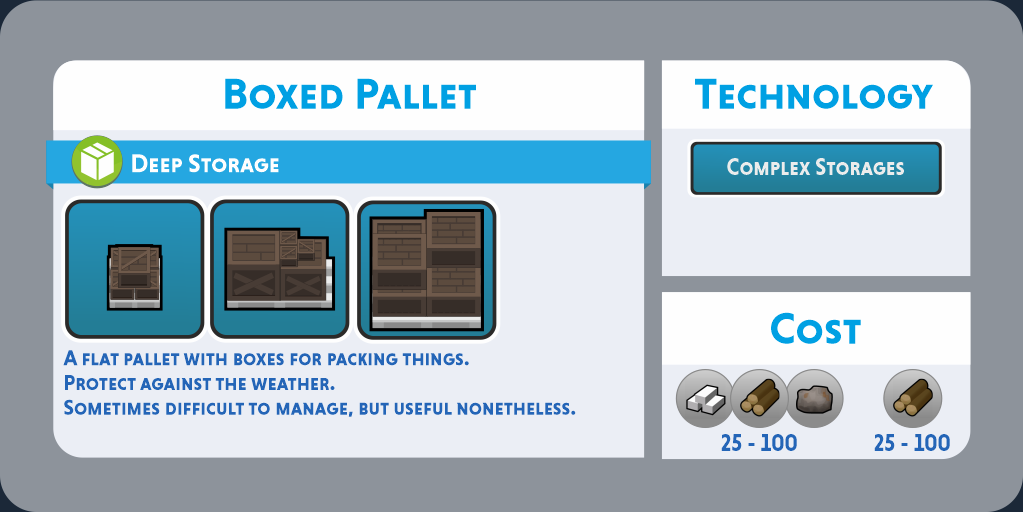 Boxed Pallet
Deep Storage
A flat pallet with boxes for packing things.
Protect against the weather.
Sometimes difficult to manage, but useful nonetheless.
Technology
Complex Storages
Cost
25 - 100
25 - 100